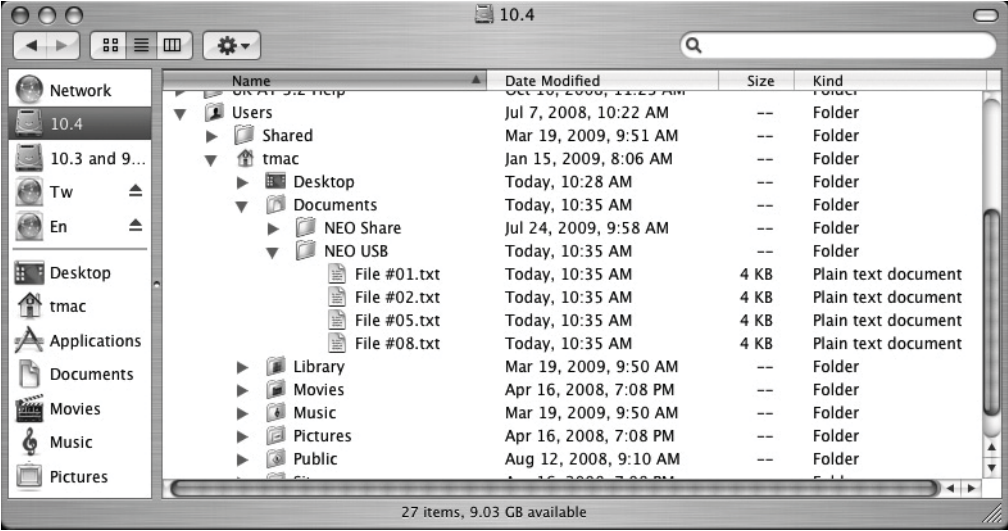 10.4
Name Date Modified Size Kind
Users Jul 7, 2008, 10:22 AM -- Folder
Shared Mar 19, 2009, 9:51 AM -- Folder
tmac Jan 15, 2009, 8:06 AM -- Folder
Desktop Today, 10:28 AM -- Folder
Documents Today, 10:35 AM -- Folder
NEO Share Jul 24, 2009, 9:58 AM -- Folder
NEO USB Today, 10:35 AM -- Folder
File #01.txt Today, 10:35 AM 4 KB Plain text document
File #02.txt Today, 10:35 AM 4 KB Plain text document
File #05.txt Today, 10:35 AM 4 KB Plain text document
File #08.txt Today, 10:35 AM 4 KB Plain text document
Library Mar 19, 2009, 9:50 AM -- Folder
Movies Apr 16, 2008, 7:08 PM -- Folder
Music Mar 19, 2009, 9:50 AM -- Folder
Pictures Apr 16, 2008, 7:08 PM -- Folder
Public Aug 12, 2008, 9:10 AM -- Folder
Network
10.4
10.3 and 9...
Tw
En
Desktop
tmac
Applications
Documents
Movies
Music
Pictures
27 items, 9.03 GB available